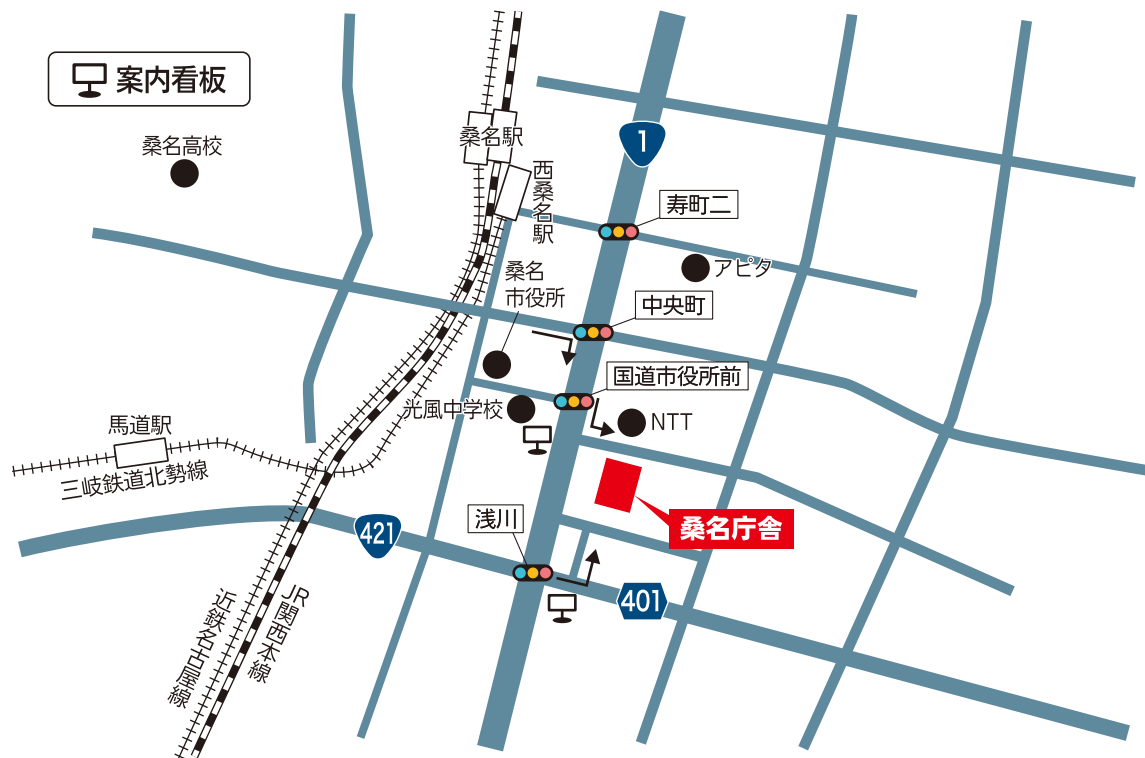 案内看板
桑名高校
桑名駅
西桑名駅
1
寿町二
アピタ
桑名
市役所
中央町
国道市役所前
光風中学校
NTT
馬道駅
三岐鉄道北勢線
桑名庁舎
浅川
421
401
JR関西本線
近鉄名古屋線